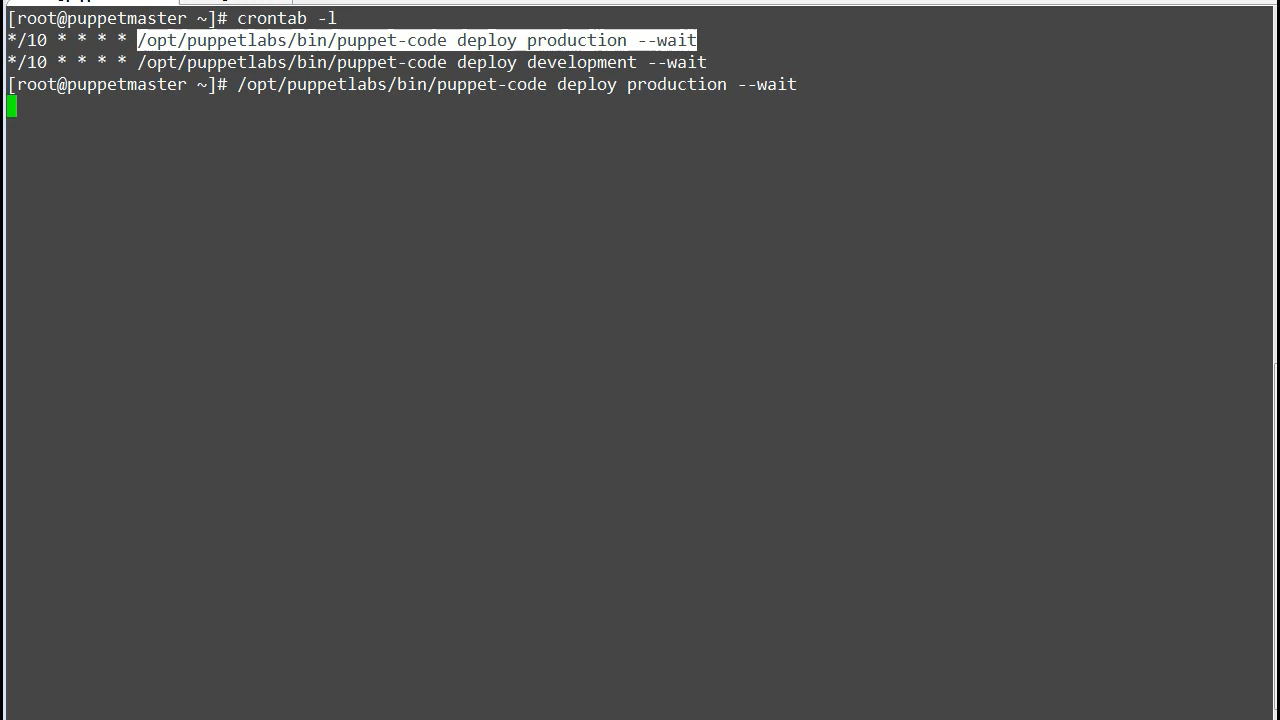 [root@puppetmaster ~]# crontab -l
*/10 * * * * /opt/puppetlabs/bin/puppet-code deploy production --wait
*/10 * * * * /opt/puppetlabs/bin/puppet-code deploy development --wait
[root@puppetmaster ~]# /opt/puppetlabs/bin/puppet-code deploy production --wait